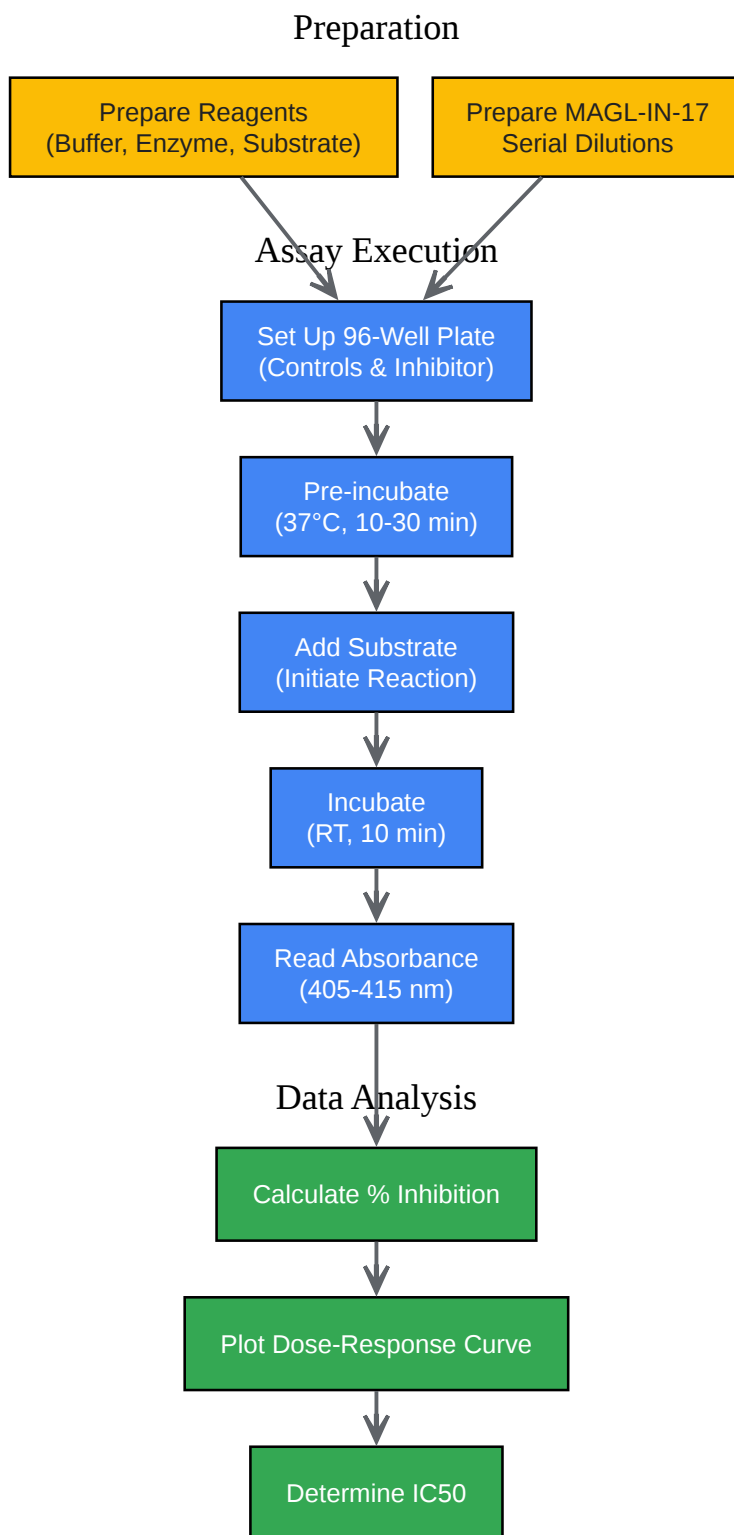 Preparation
Prepare Reagents
(Buffer, Enzyme, Substrate)
Prepare MAGL-IN-17
Serial Dilutions
Assay Execution
Set Up 96-Well Plate
(Controls & Inhibitor)
Pre-incubate
(37°C, 10-30 min)
Add Substrate
(Initiate Reaction)
Incubate
(RT, 10 min)
Read Absorbance
(405-415 nm)
Data Analysis
Calculate % Inhibition
Plot Dose-Response Curve
Determine IC50